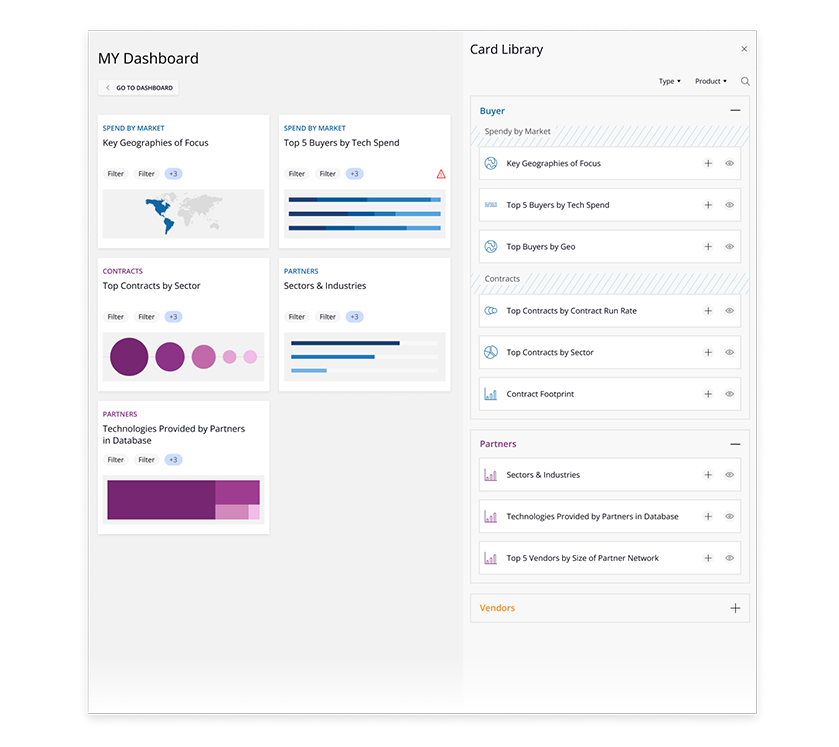 MY Dashboard
GO TO DASHBOARD
SPEND BY MARKET
Key Geographies of Focus
Filter Filter +3
SPEND BY MARKET
Top 5 Buyers by Tech Spend
Filter Filter +3
CONTRACTS
Top Contracts by Sector
Filter Filter +3
PARTNERS
Sectors & Industries
Filter Filter +3
PARTNERS
Technologies Provided by Partners
in Database
Filter Filter +3
Card Library
Type Product
Buyer
Spendy by Market
Key Geographies of Focus
Top 5 Buyers by Tech Spend
Top Buyers by Geo
Contracts
Top Contracts by Contract Run Rate
Top Contracts by Sector
Contract Footprint
Partners
Sectors & Industries
Technologies Provided by Partners in Database
Top 5 Vendors by Size of Partner Network
Vendors